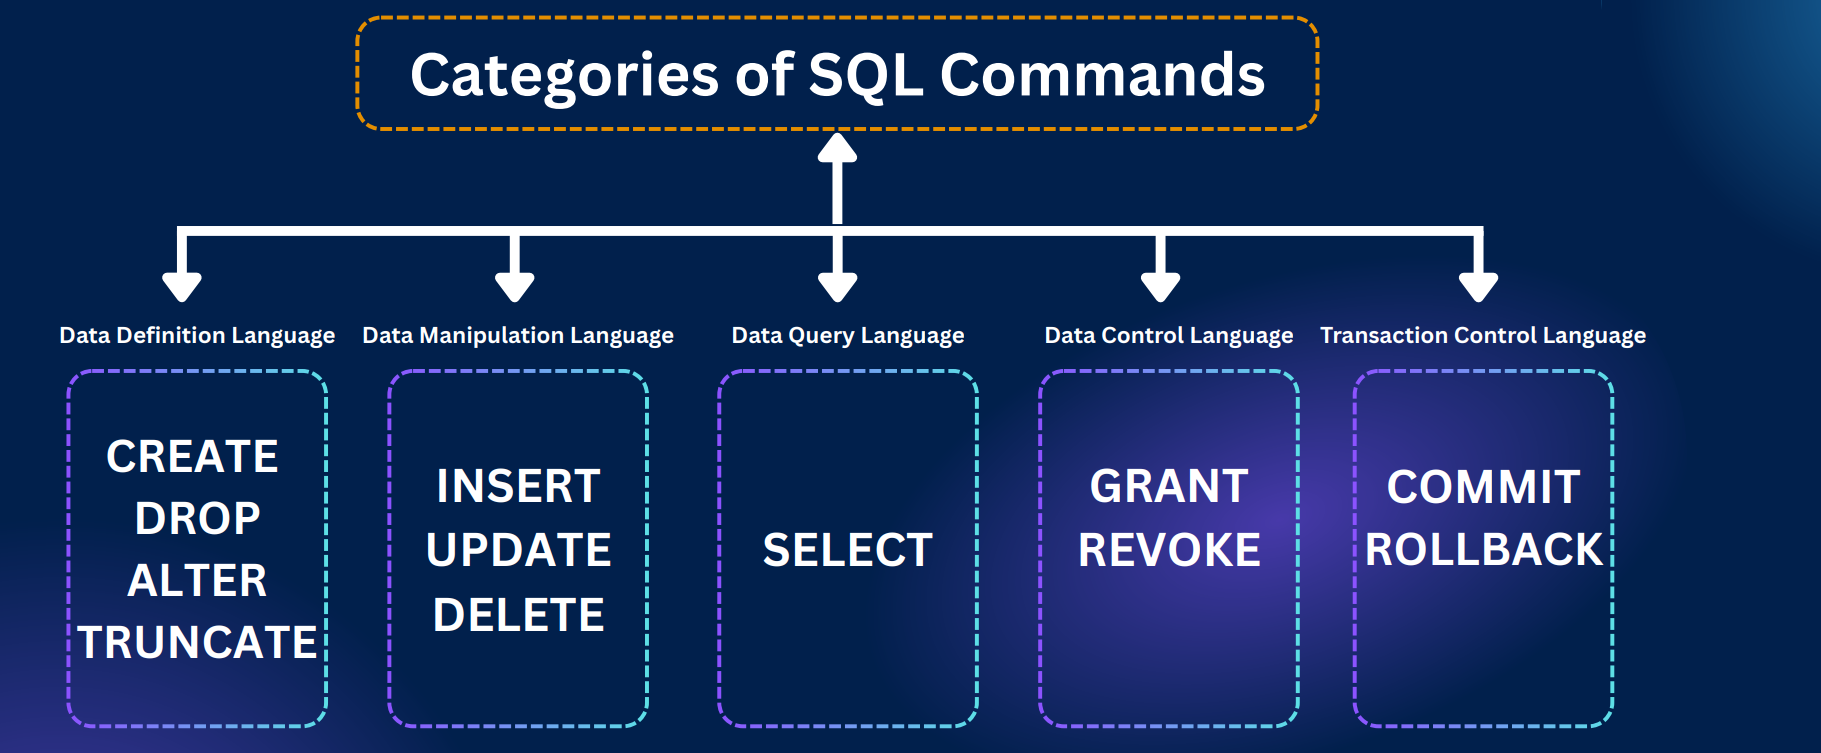 Categories of SQL Commands
Data Definition Language
CREATE
DROP
ALTER
TRUNCATE
Data Manipulation Language
INSERT
UPDATE
DELETE
Data Query Language
SELECT
Data Control Language
GRANT
REVOKE
Transaction Control Language
COMMIT
ROLLBACK